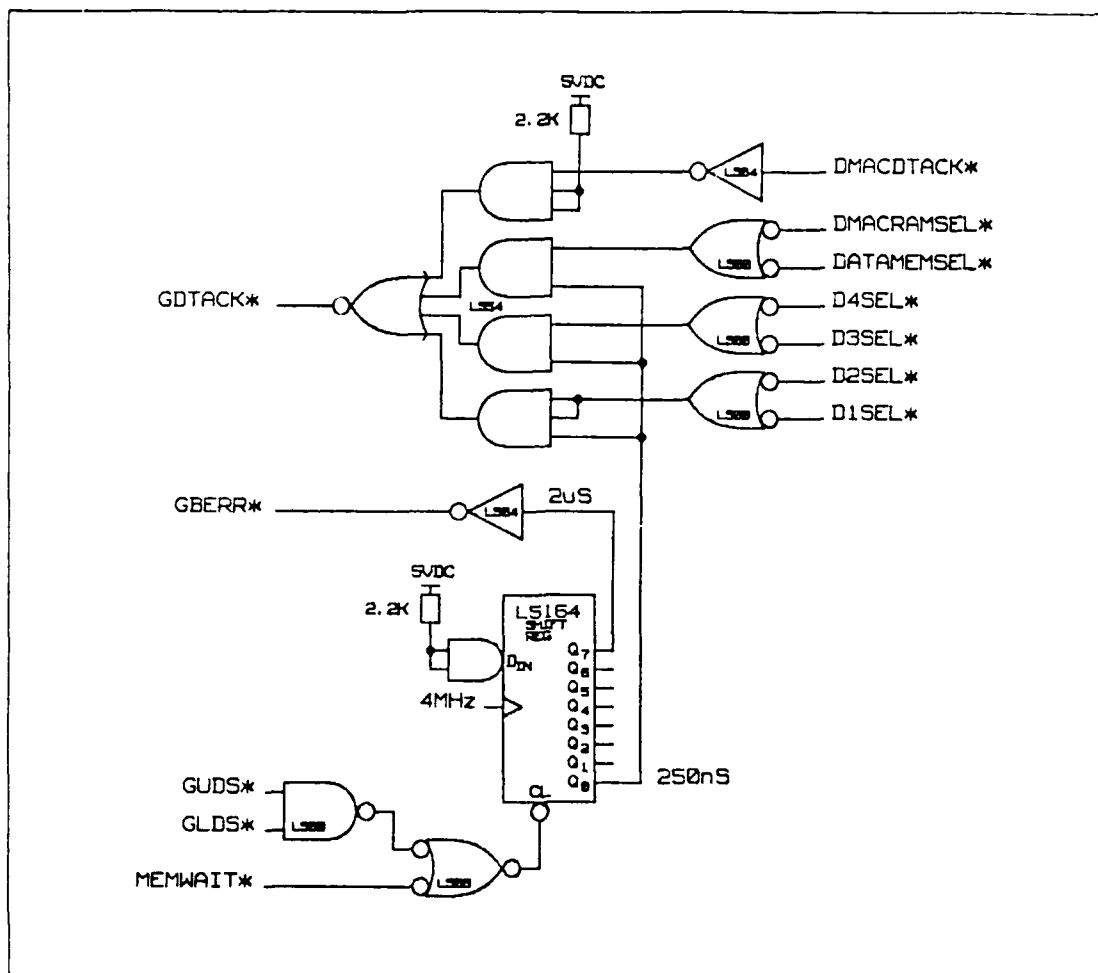 5VDC
2.2K
LS04
DMACDTACK*
DMACRAMSEL*
LS00
DATAMEMSEL*
GDTACK*
LS54
D4SEL*
LS00
D3SEL*
D2SEL*
LS00
D1SEL*
GBERR*
LS04
2uS
5VDC
2.2K
LS164
SHIFT
REG
DIN
4MHz
Q7
Q6
Q5
Q4
Q3
Q2
Q1
Q0
250nS
CL
GUDS*
LS00
GLDS*
MEMWAIT*